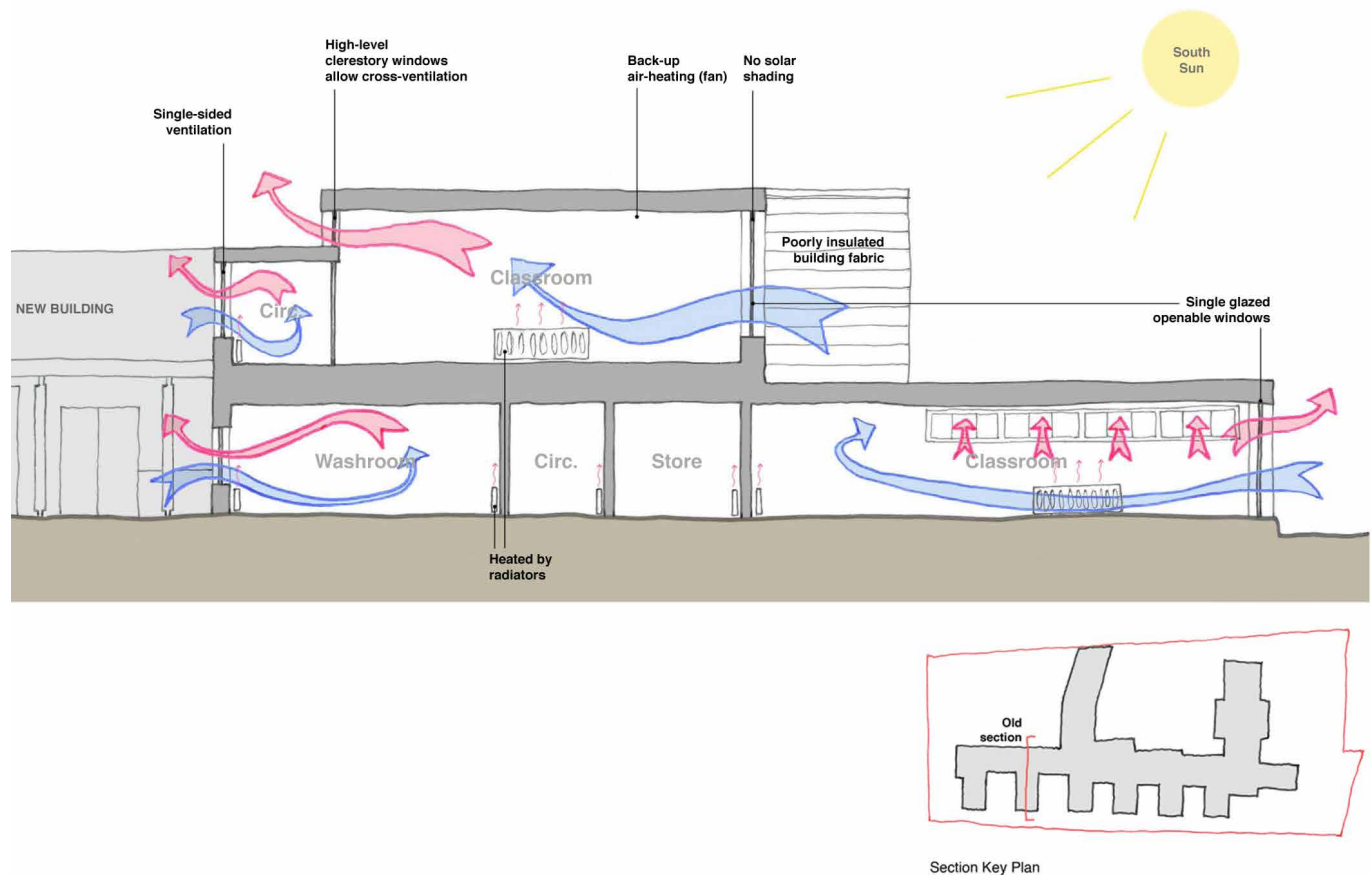 High-level
clerestory windows
allow cross-ventilation
Back-up
air-heating (fan)
No solar
shading
South
Sun
Single-sided
ventilation
Poorly insulated
building fabric
Classroom
NEW BUILDING
Circ.
Single glazed
openable windows
Washroom
Circ.
Store
Classroom
Heated by
radiators
Old
section
Section Key Plan